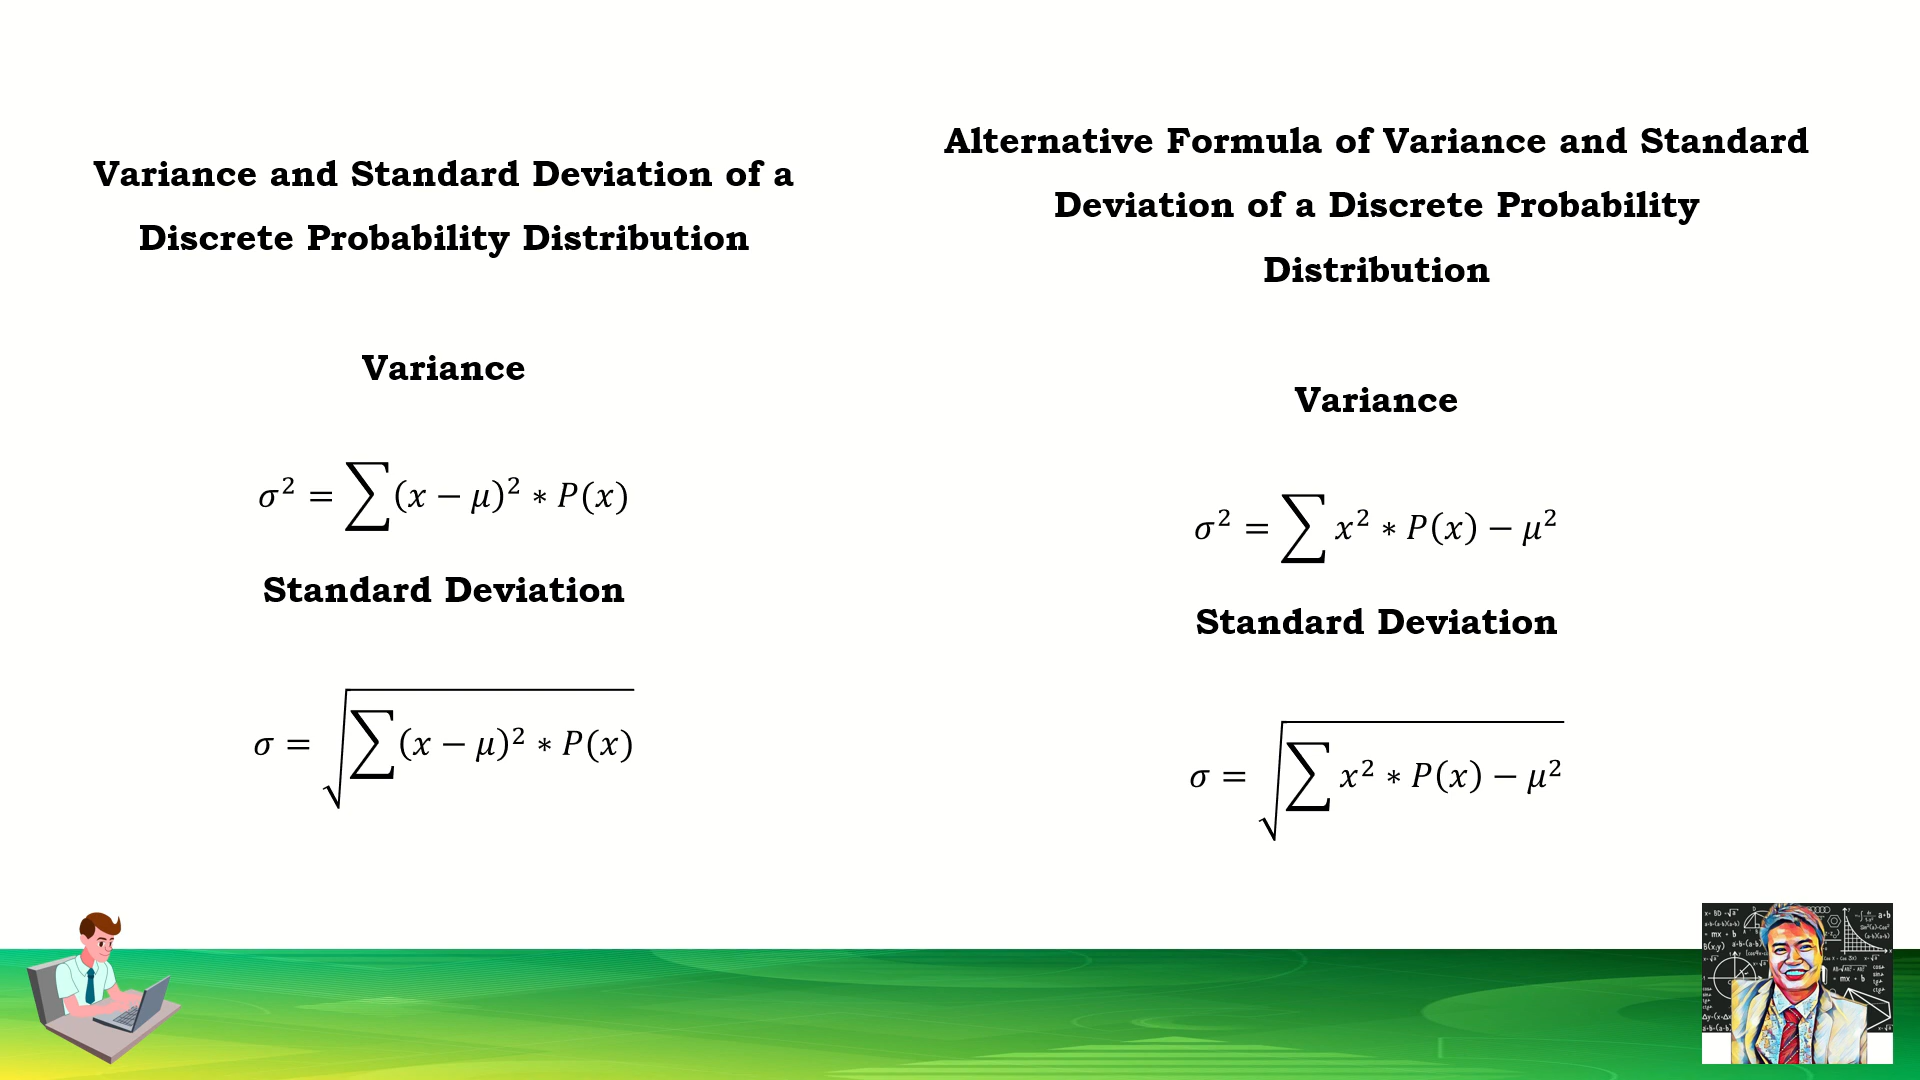 Variance and Standard Deviation of a
Discrete Probability Distribution
Variance
σ² = ∑(x − μ)² ∗ P(x)
Standard Deviation
σ = √∑(x − μ)² ∗ P(x)
Alternative Formula of Variance and Standard
Deviation of a Discrete Probability
Distribution
Variance
σ² = ∑ x² ∗ P(x) − μ²
Standard Deviation
σ = √∑ x² ∗ P(x) − μ²